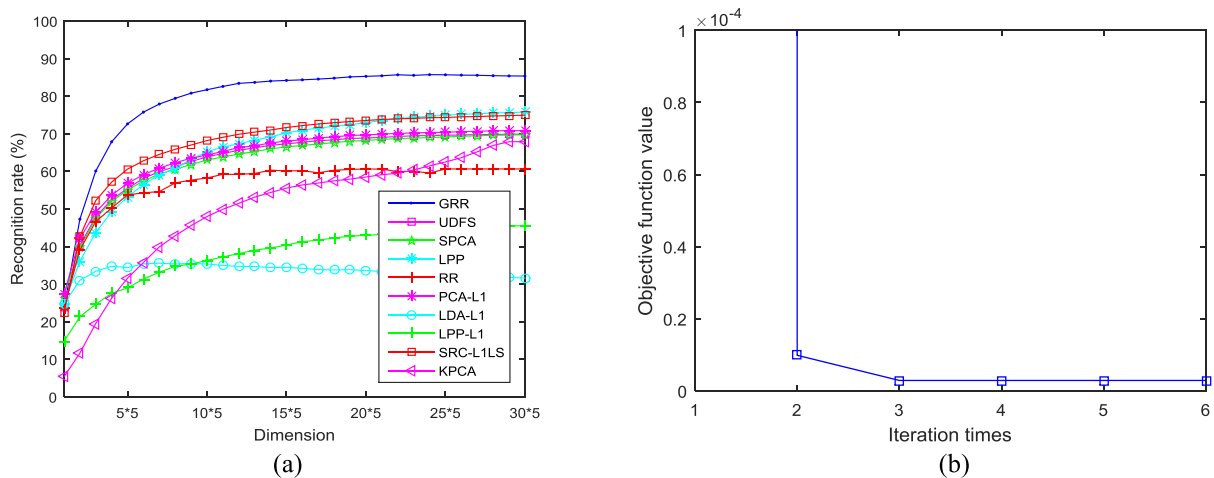 100
90
80
70
60
50
40
30
20
10
0
Recognition rate (%)
GRR
UDFS
SPCA
LPP
RR
PCA-L1
LDA-L1
LPP-L1
SRC-L1LS
KPCA
5*5 10*5 15*5 20*5 25*5 30*5
Dimension
(a)
×10-4
1
0.8
0.6
0.4
0.2
0
Objective function value
1 2 3 4 5 6
Iteration times
(b)